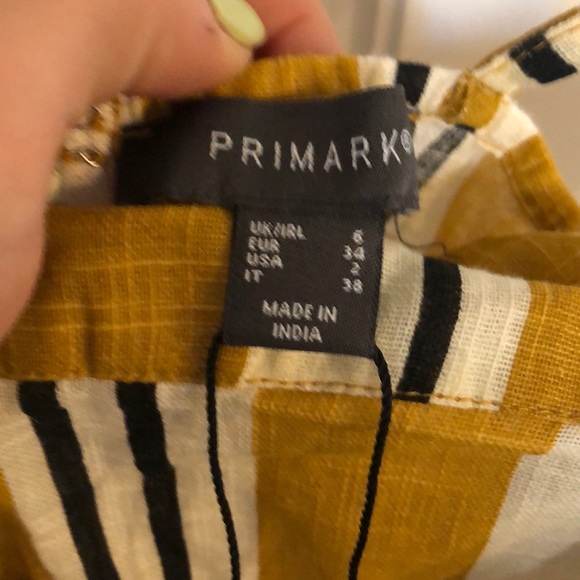 PRIMARK®
UK/IRL 6
EUR 34
USA 2
IT 38
MADE IN
INDIA